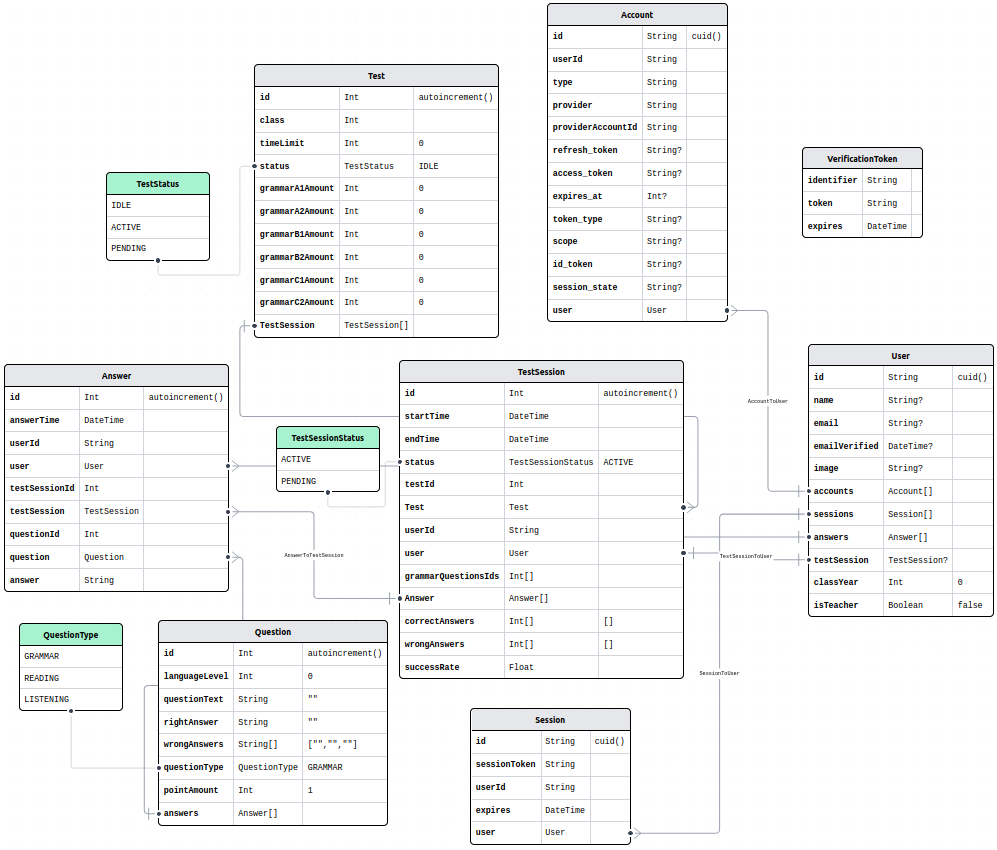 Account
id String cuid()
userId String
type String
provider String
providerAccountId String
refresh_token String?
access_token String?
expires_at Int?
token_type String?
scope String?
id_token String?
session_state String?
user User
Test
id Int autoincrement()
class Int
timeLimit Int 0
status TestStatus IDLE
grammarA1Amount Int 0
grammarA2Amount Int 0
grammarB1Amount Int 0
grammarB2Amount Int 0
grammarC1Amount Int 0
grammarC2Amount Int 0
TestSession TestSession[]
VerificationToken
identifier String
token String
expires DateTime
TestStatus
IDLE
ACTIVE
PENDING
User
id String cuid()
name String?
email String?
emailVerified DateTime?
image String?
accounts Account[]
sessions Session[]
answers Answer[]
testSession TestSession?
classYear Int 0
isTeacher Boolean false
Answer
id Int autoincrement()
answerTime DateTime
userId String
user User
testSessionId Int
testSession TestSession
questionId Int
question Question
answer String
TestSession
id Int autoincrement()
startTime DateTime
endTime DateTime
status TestSessionStatus ACTIVE
testId Int
Test Test
userId String
user User
grammarQuestionsIds Int[]
Answer Answer[]
correctAnswers Int[] []
wrongAnswers Int[] []
successRate Float
TestSessionStatus
ACTIVE
PENDING
AccountToUser
AnswerToTestSession
TestSessionToUser
SessionToUser
QuestionType
GRAMMAR
READING
LISTENING
Question
id Int autoincrement()
languageLevel Int 0
questionText String ""
rightAnswer String ""
wrongAnswers String[] ["","",""]
questionType QuestionType GRAMMAR
pointAmount Int 1
answers Answer[]
Session
id String cuid()
sessionToken String
userId String
expires DateTime
user User